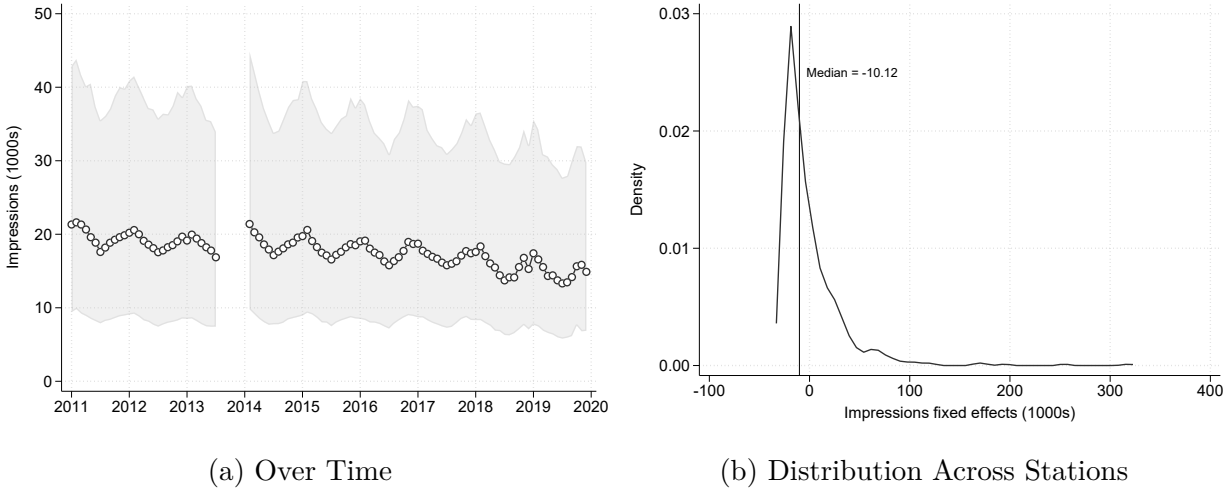 50
40
30
20
10
0
Impressions (1000s)
2011 2012 2013 2014 2015 2016 2017 2018 2019 2020
(a) Over Time
0.03
0.02
0.01
0.00
Density
Median = -10.12
-100 0 100 200 300 400
Impressions fixed effects (1000s)
(b) Distribution Across Stations